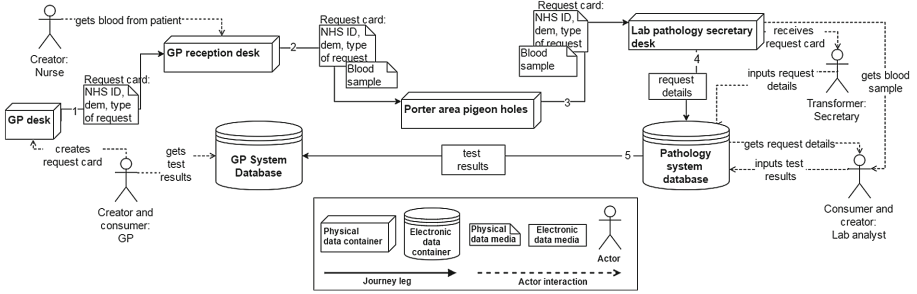 Creator:
Nurse
gets blood from patient
GP reception desk
2
Request card:
NHS ID,
dem, type
of request
Blood
sample
Request card:
NHS ID,
dem, type
of request
Blood
sample
Lab pathology secretary
desk
receives
request card
4
gets blood
sample
Transformer:
Secretary
inputs request
details
request
details
Request card:
NHS ID,
dem, type
of request
1
GP desk
Porter area pigeon holes
3
creates
request card
Creator and
consumer:
GP
gets
test
results
GP System
Database
test
results
5
Pathology
system
database
gets request details
inputs test
results
Consumer and
creator:
Lab analyst
Physical
data container
Electronic
data
container
Physical
data media
Electronic
data media
Actor
Journey leg
Actor interaction